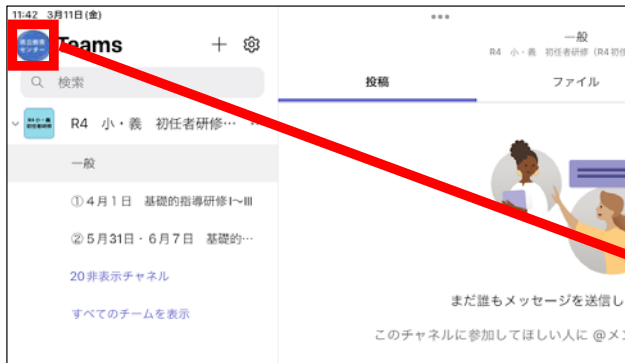 11:42 3月11日(金)
Teams
検索
R4 小・義 初任者研修…
一般
①4月1日 基礎的指導研修Ⅰ～Ⅲ
②5月31日・6月7日 基礎的…
20非表示チャネル
すべてのチームを表示
一般
R4 小・義 初任者研修(R4初任
投稿 ファイル
まだ誰もメッセージを送信し
このチャネルに参加してほしい人に @メン